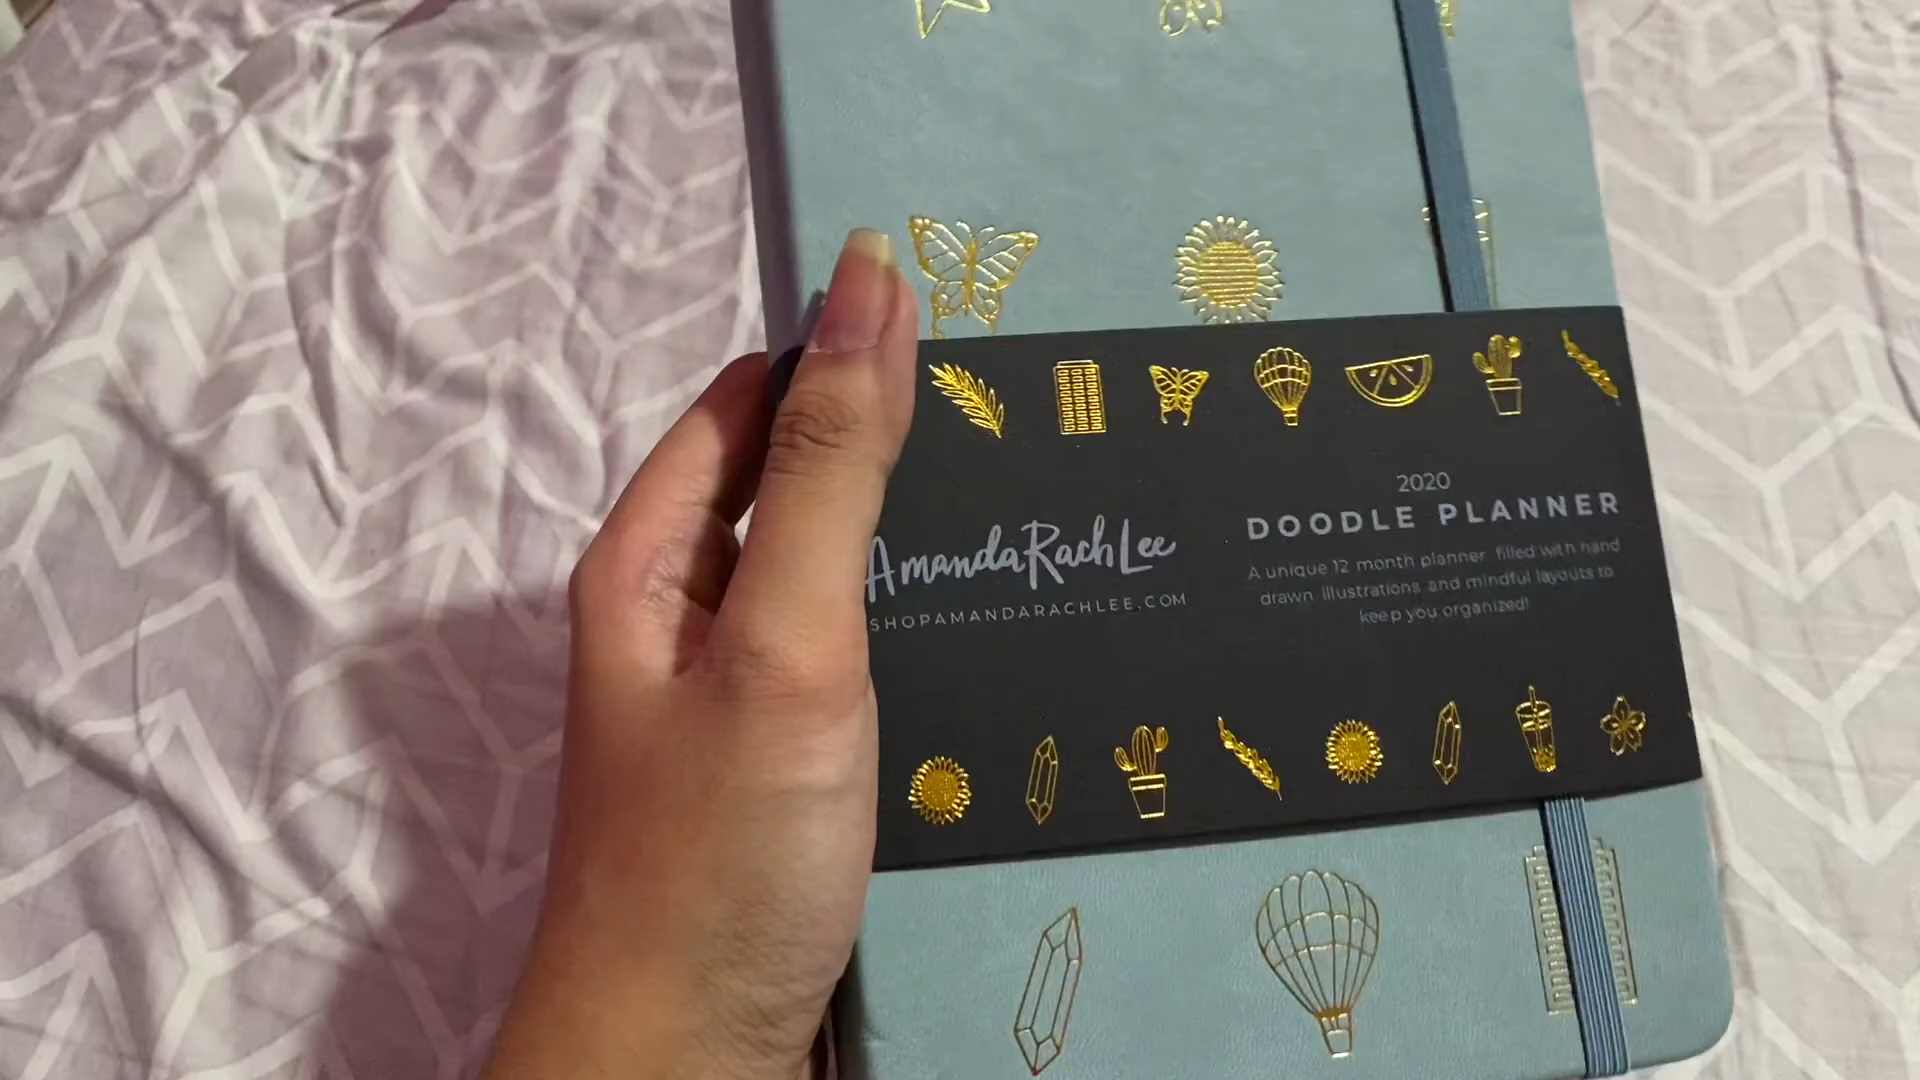 AmandaRachLee
SHOPAMANDARACHLEE.COM
2020
DOODLE PLANNER
A unique 12 month planner filled with hand
drawn illustrations and mindful layouts to
keep you organized!